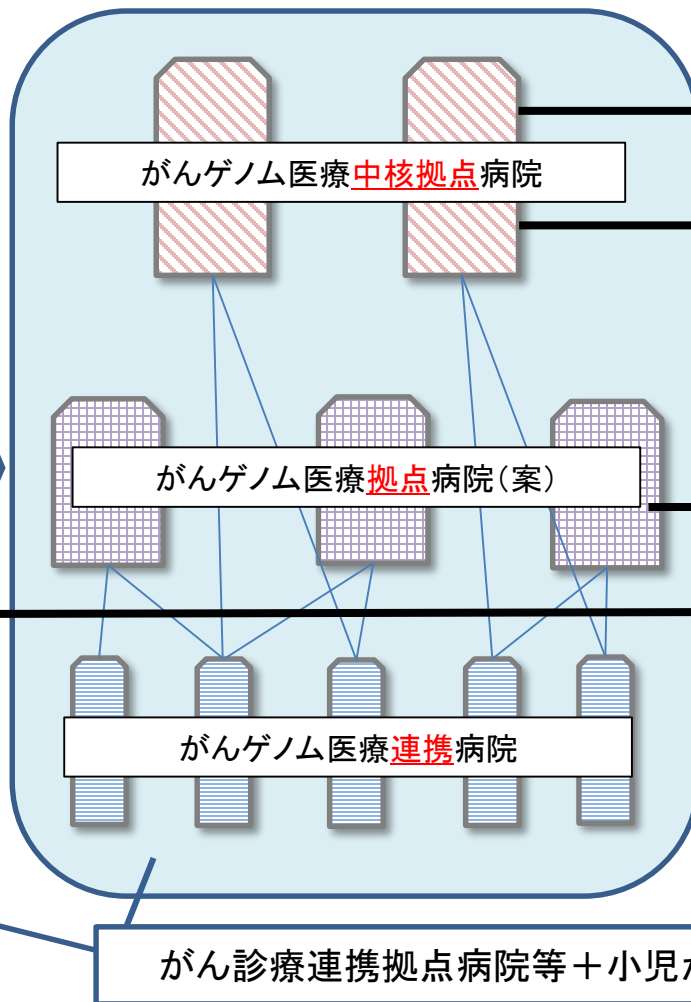 がんゲノム医療中核拠点病院
がんゲノム医療拠点病院（案）
がんゲノム医療連携病院
がん診療連携拠点病院等＋小児